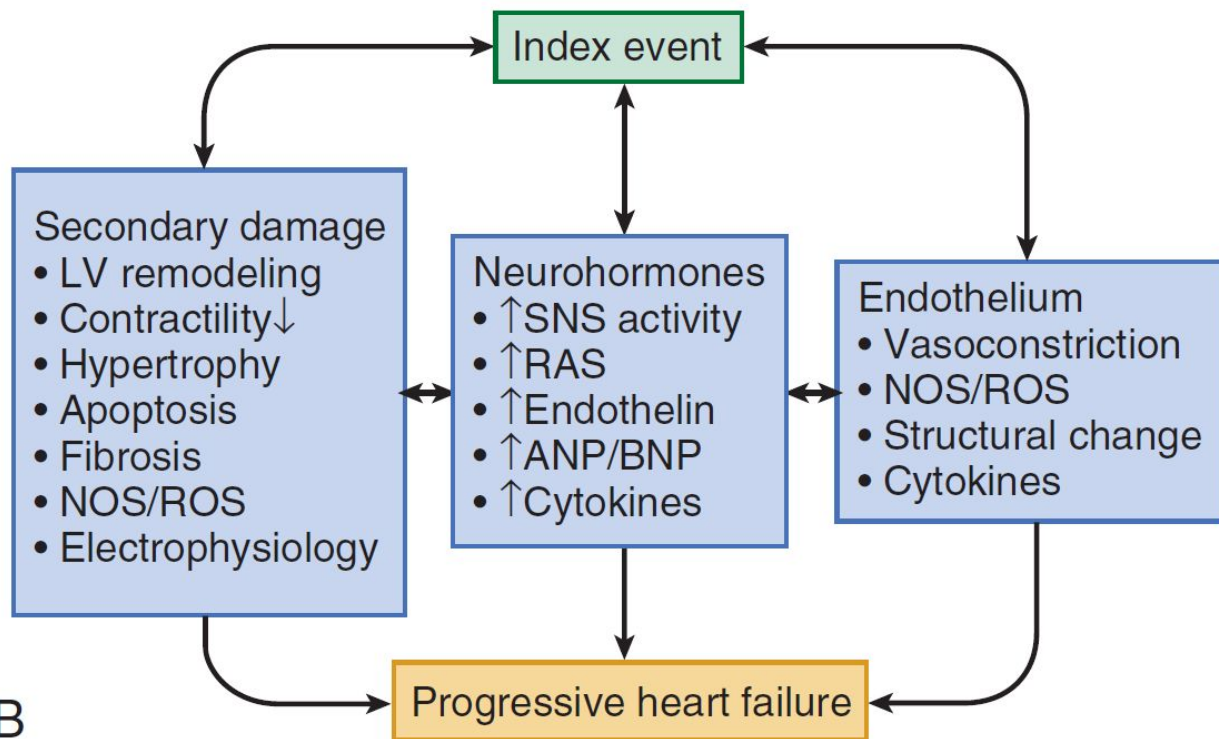 Index event
Secondary damage
• LV remodeling
• Contractility↓
• Hypertrophy
• Apoptosis
• Fibrosis
• NOS/ROS
• Electrophysiology
Neurohormones
• ↑SNS activity
• ↑RAS
• ↑Endothelin
• ↑ANP/BNP
• ↑Cytokines
Endothelium
• Vasoconstriction
• NOS/ROS
• Structural change
• Cytokines
Progressive heart failure
B